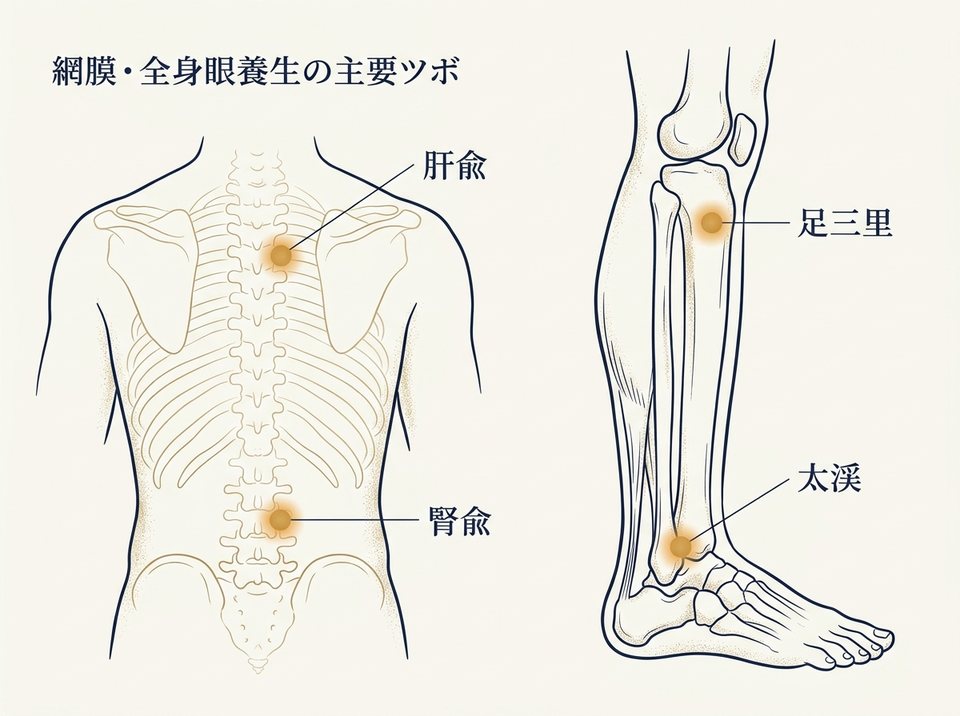 網膜・全身眼養生の主要ツボ
肝兪
腎兪
足三里
太渓